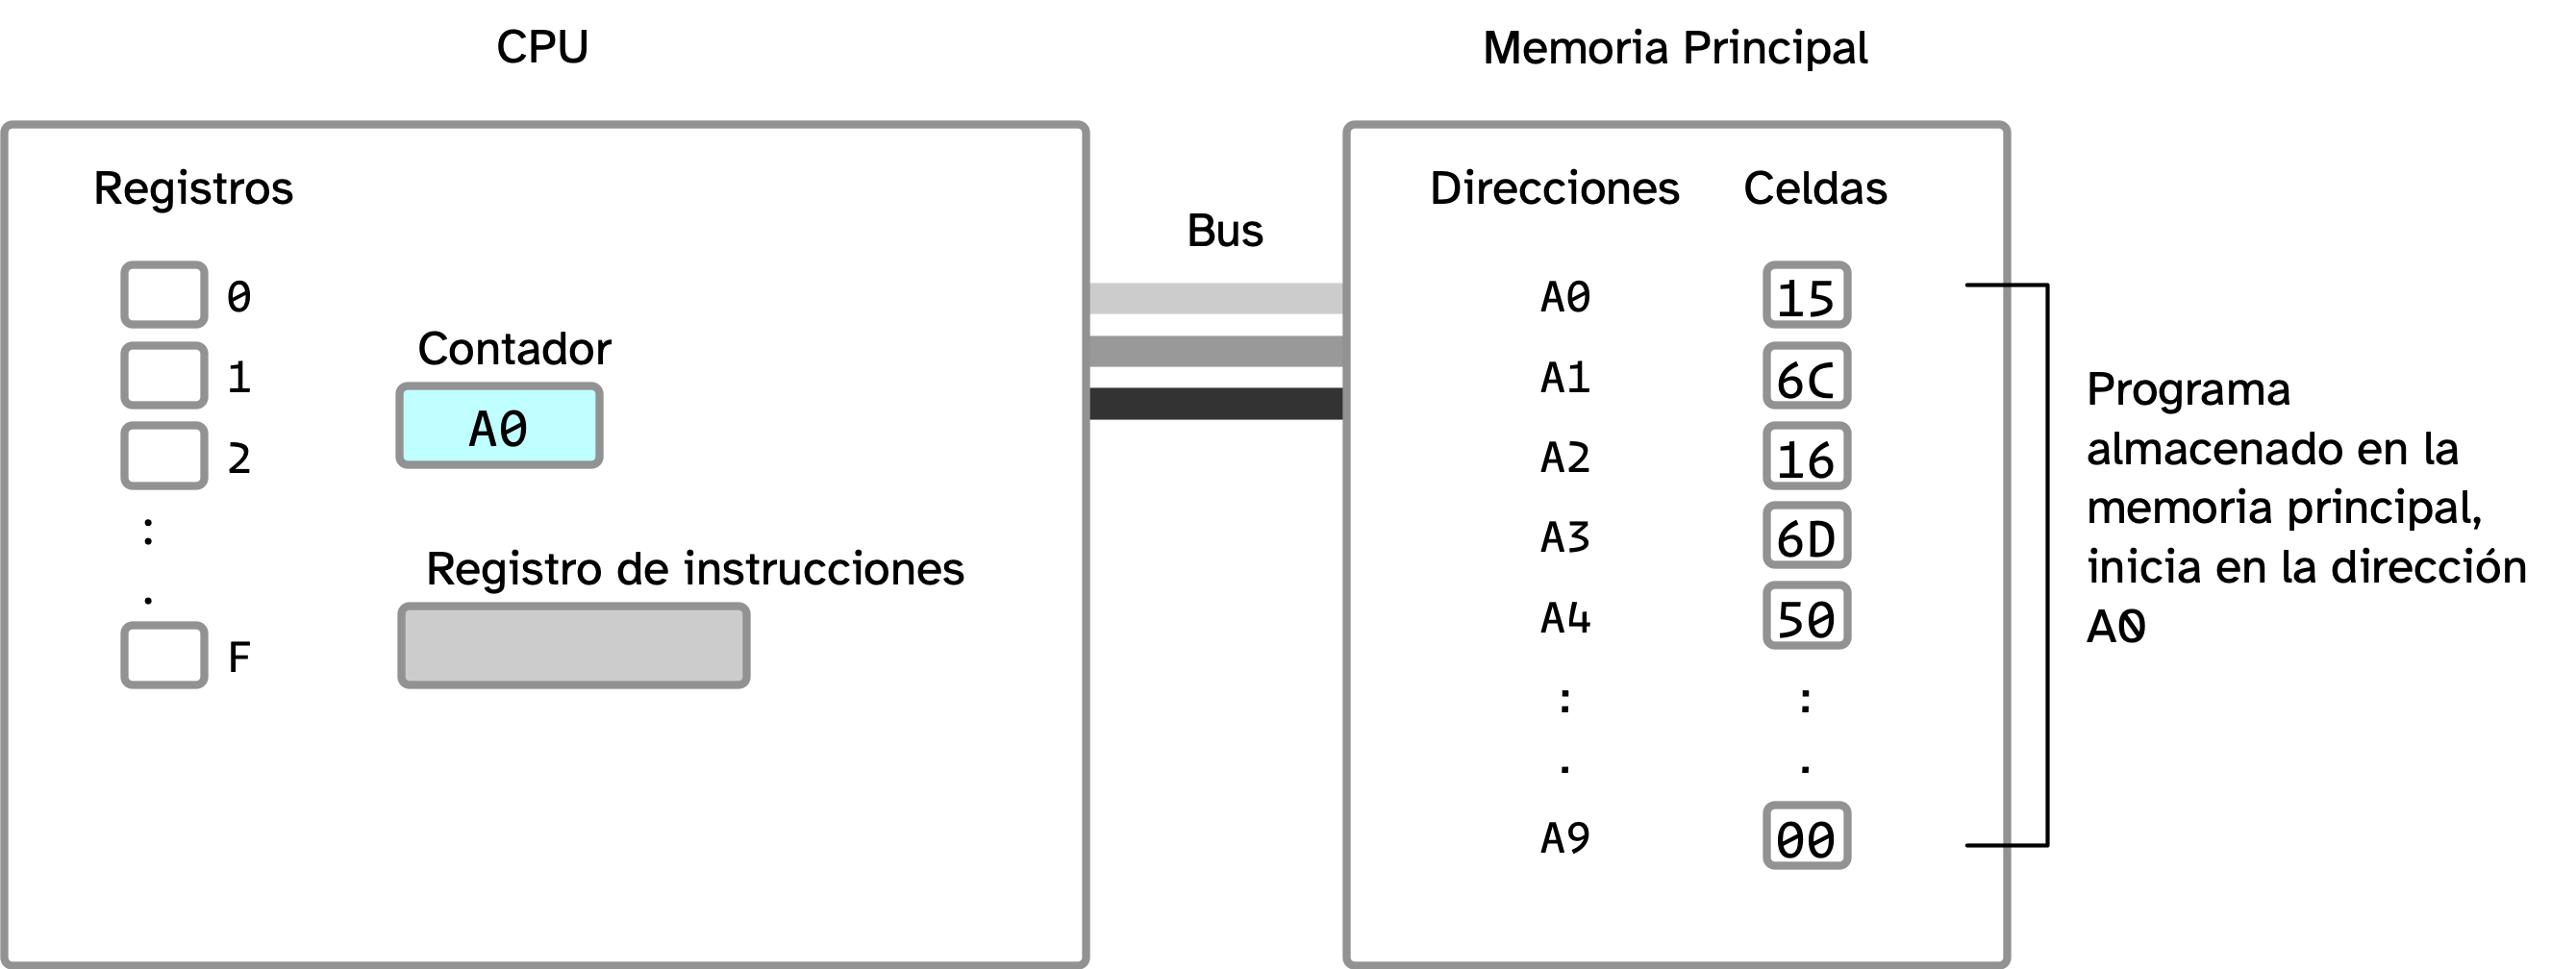 CPU
Memoria Principal
Registros
Direcciones Celdas
Bus
0
1
2
:
.
F
Contador
A0
Registro de instrucciones
A0 15
A1 6C
A2 16
A3 6D
A4 50
: :
. .
A9 00
Programa
almacenado en la
memoria principal,
inicia en la dirección
A0